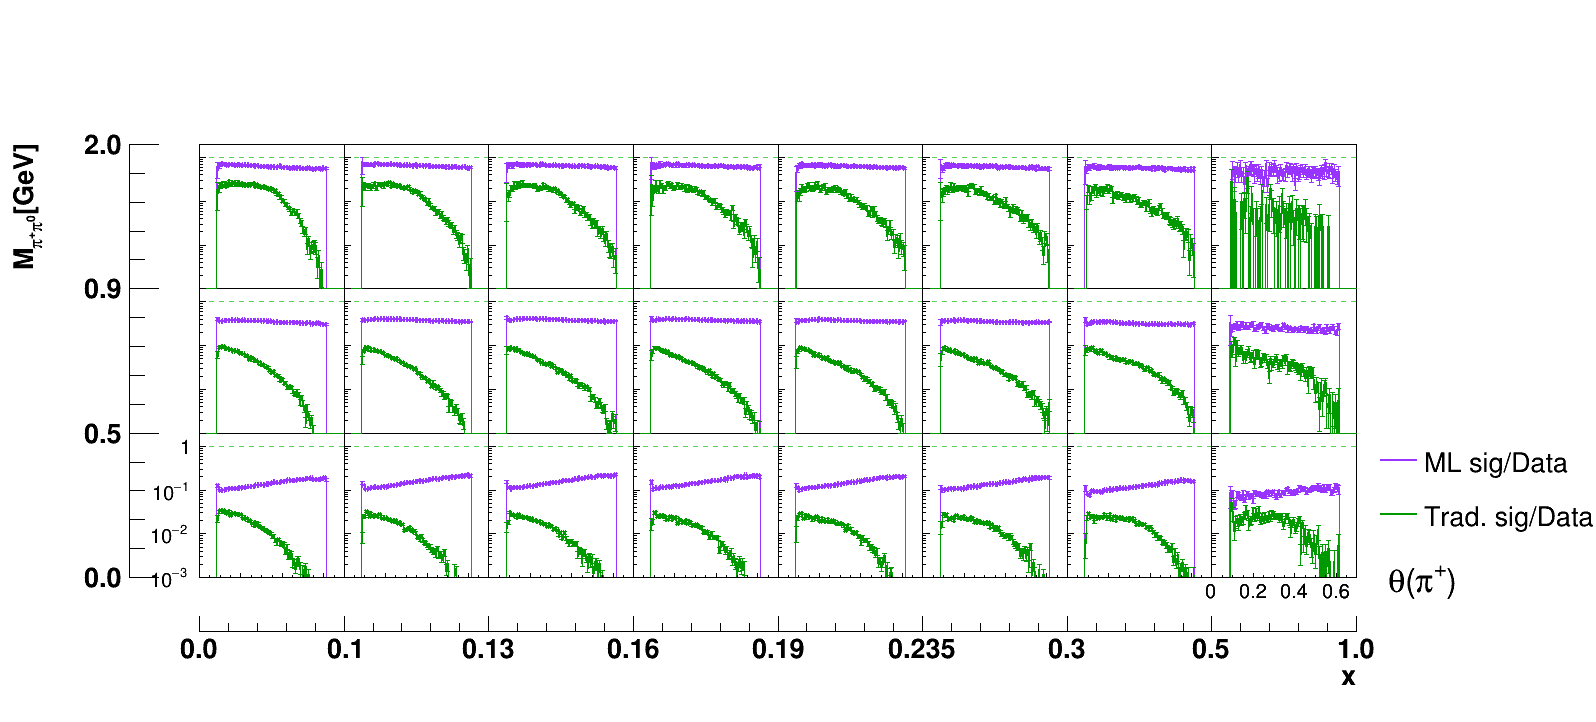 M_{π⁺π⁰}[GeV]
2.0
0.9
0.5
0.0
1
10⁻¹
10⁻²
10⁻³
ML sig/Data
Trad. sig/Data
0 0.2 0.4 0.6
θ(π⁺)
0.0 0.1 0.13 0.16 0.19 0.235 0.3 0.5 1.0
x